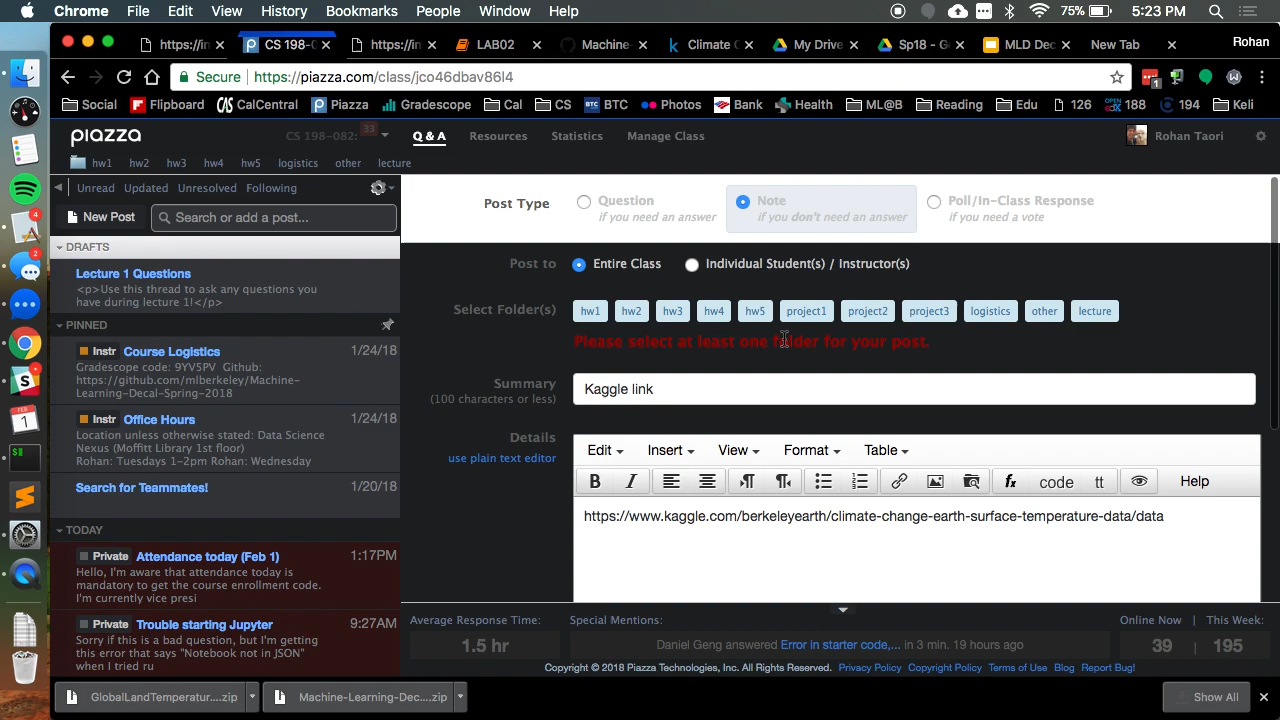 Chrome File Edit View History Bookmarks People Window Help 75% 5:23 PM
https://in CS 198-0 https://in LAB02 Machine- Climate C My Drive Sp18 - G MLD Dec New Tab Rohan
Secure https://piazza.com/class/jco46dbav86l4 1
Social Flipboard CalCentral Piazza Gradescope Cal CS BTC Photos Bank Health ML@B Reading Edu 126 188 194 Keli
piazza CS 198-082: 33 Q & A Resources Statistics Manage Class Rohan Taori
hw1 hw2 hw3 hw4 hw5 logistics other lecture
Unread Updated Unresolved Following
New Post Search or add a post...
DRAFTS
Lecture 1 Questions
<p>Use this thread to ask any questions you
have during lecture 1!</p>
PINNED
Instr Course Logistics 1/24/18
Gradescope code: 9YV5PV Github:
https://github.com/mlberkeley/Machine-
Learning-Decal-Spring-2018
Instr Office Hours 1/24/18
Location unless otherwise stated: Data Science
Nexus (Moffitt Library 1st floor)
Rohan: Tuesdays 1-2pm Rohan: Wednesday
Search for Teammates! 1/20/18
TODAY
Private Attendance today (Feb 1) 1:17PM
Hello, I'm aware that attendance today is
mandatory to get the course enrollment code.
I'm currently vice presi
Private Trouble starting Jupyter 9:27AM
Sorry if this is a bad question, but I'm getting
this error that says "Notebook not in JSON"
when I tried ru
Post Type Question Note Poll/In-Class Response
if you need an answer if you don't need an answer if you need a vote
Post to Entire Class Individual Student(s) / Instructor(s)
Select Folder(s) hw1 hw2 hw3 hw4 hw5 project1 project2 project3 logistics other lecture
Please select at least one folder for your post.
Summary Kaggle link
(100 characters or less)
Details Edit Insert View Format Table
use plain text editor
B I fx code tt Help
https://www.kaggle.com/berkeleyearth/climate-change-earth-surface-temperature-data/data
Average Response Time: Special Mentions: Online Now | This Week:
1.5 hr Daniel Geng answered Error in starter code,... in 3 min. 19 hours ago 39 | 195
Copyright © 2018 Piazza Technologies, Inc. All Rights Reserved. Privacy Policy Copyright Policy Terms of Use Blog Report Bug!
GlobalLandTemperatur....zip Machine-Learning-Dec....zip Show All
4
2
FEB
1